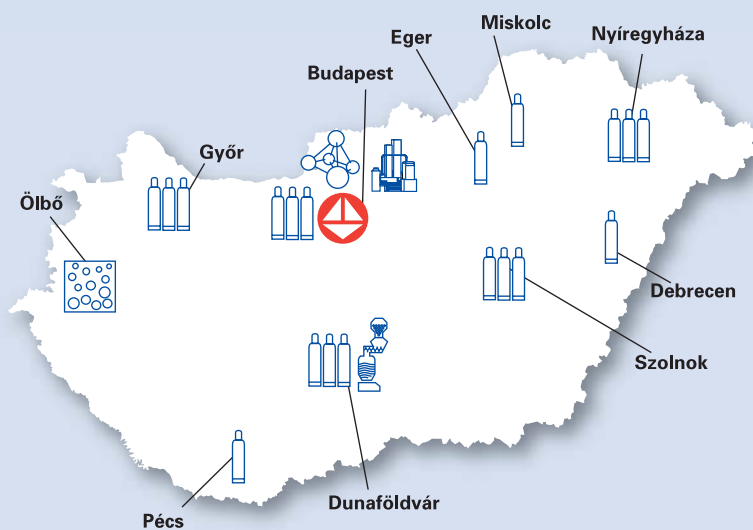 Miskolc
Eger
Nyíregyháza
Budapest
Győr
Ölbő
Debrecen
Szolnok
Dunaföldvár
Pécs